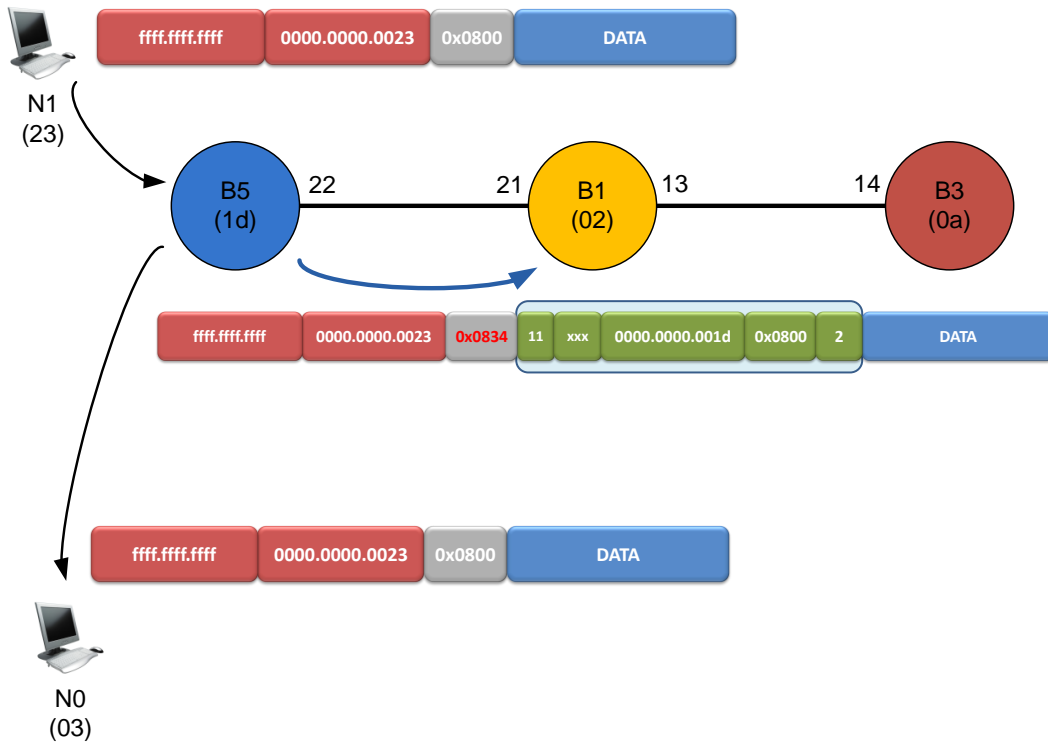 ffff.ffff.ffff 0000.0000.0023 0x0800 DATA
N1
(23)
B5
(1d)
22
21
B1
(02)
13
14
B3
(0a)
ffff.ffff.ffff 0000.0000.0023 0x0834 11 xxx 0000.0000.001d 0x0800 2 DATA
ffff.ffff.ffff 0000.0000.0023 0x0800 DATA
N0
(03)